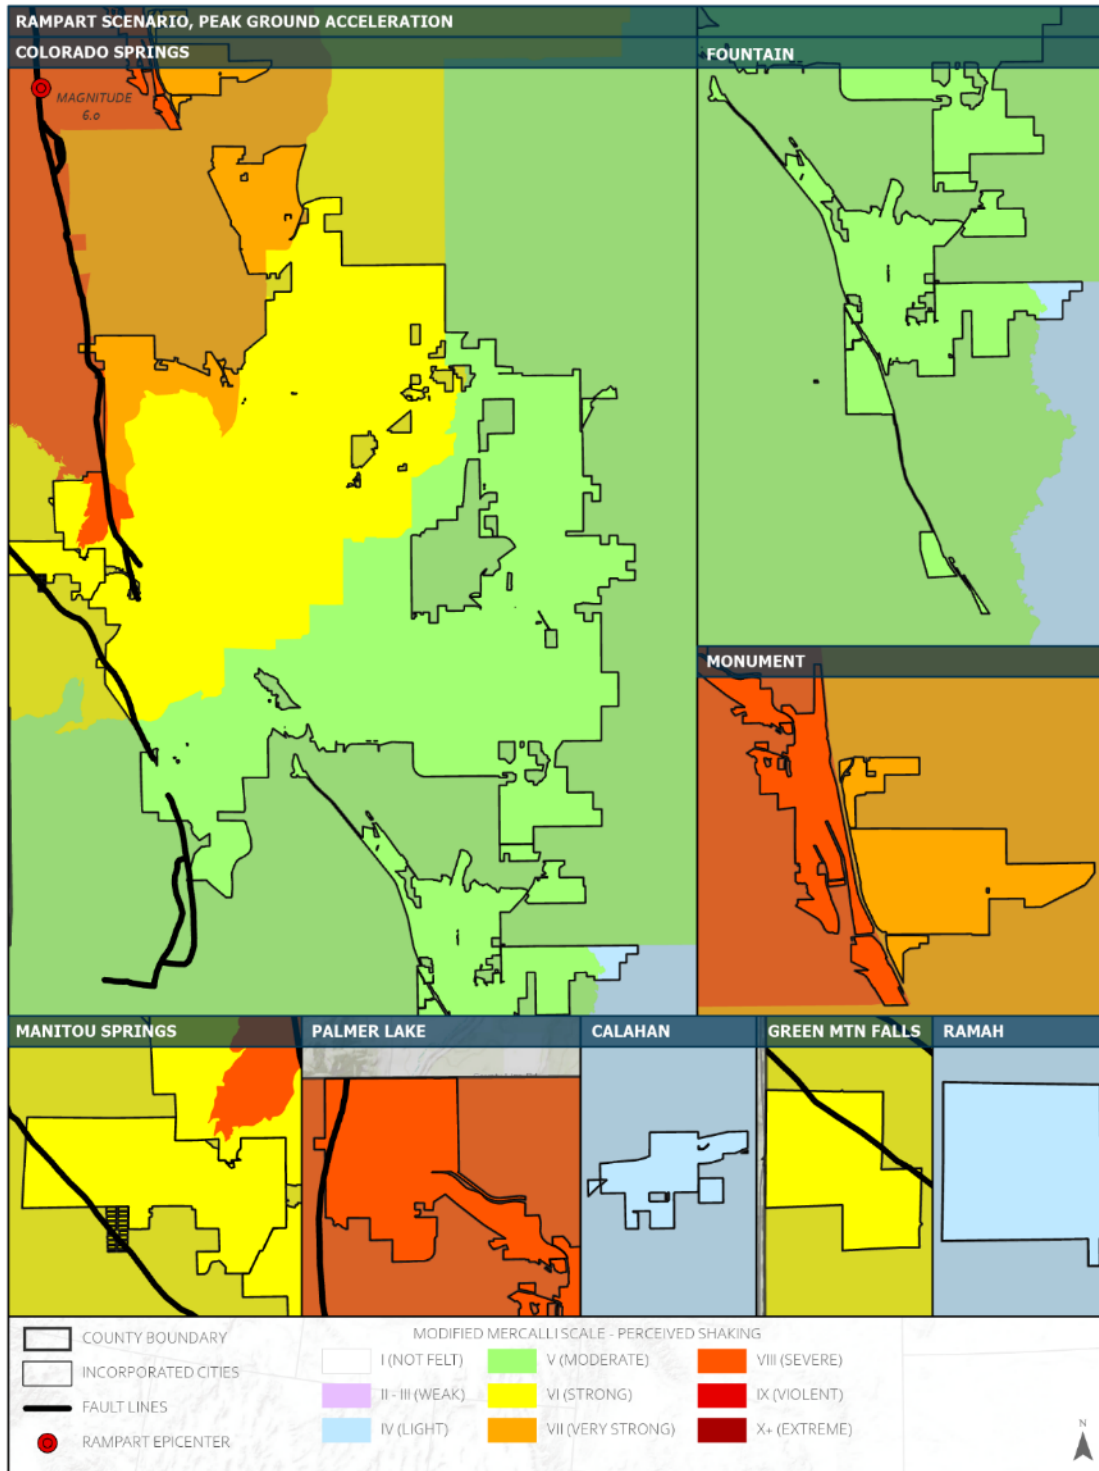 RAMPART SCENARIO, PEAK GROUND ACCELERATION
COLORADO SPRINGS
FOUNTAIN
MAGNITUDE
6.0
MONUMENT
MANITOU SPRINGS
PALMER LAKE
CALAHAN
GREEN MTN FALLS
RAMAH
COUNTY BOUNDARY
INCORPORATED CITIES
FAULT LINES
RAMPART EPICENTER
MODIFIED MERCALLI SCALE - PERCEIVED SHAKING
I (NOT FELT)
II - III (WEAK)
IV (LIGHT)
V (MODERATE)
VI (STRONG)
VII (VERY STRONG)
VIII (SEVERE)
IX (VIOLENT)
X+ (EXTREME)
N